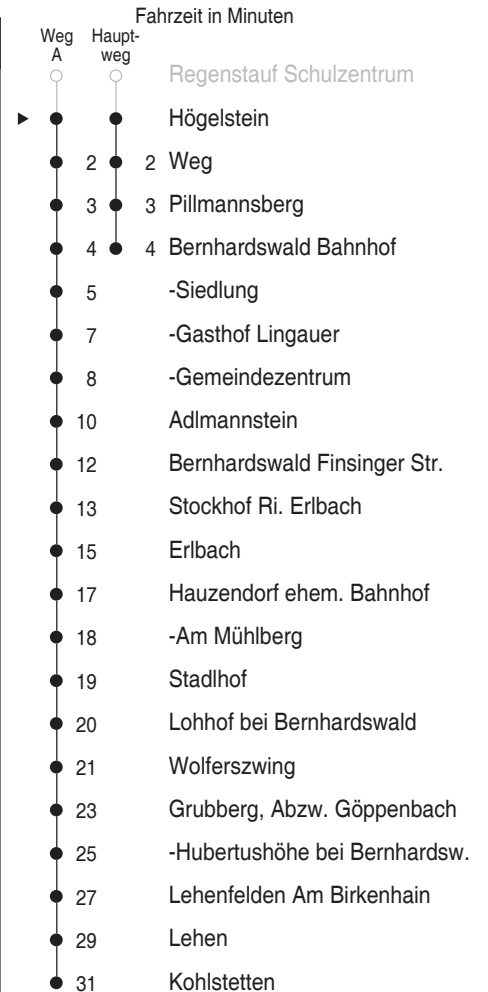 Fahrzeit in Minuten
Weg A
Haupt-weg
Regenstauf Schulzentrum
Högelstein
2 2 Weg
3 3 Pillmannsberg
4 4 Bernhardswald Bahnhof
5 -Siedlung
7 -Gasthof Lingauer
8 -Gemeindezentrum
10 Adlmannstein
12 Bernhardswald Finsinger Str.
13 Stockhof Ri. Erlbach
15 Erlbach
17 Hauzendorf ehem. Bahnhof
18 -Am Mühlberg
19 Stadlhof
20 Lohhof bei Bernhardswald
21 Wolferszwing
23 Grubberg, Abzw. Göppenbach
25 -Hubertushöhe bei Bernhardsw.
27 Lehenfelden Am Birkenhain
29 Lehen
31 Kohlstetten